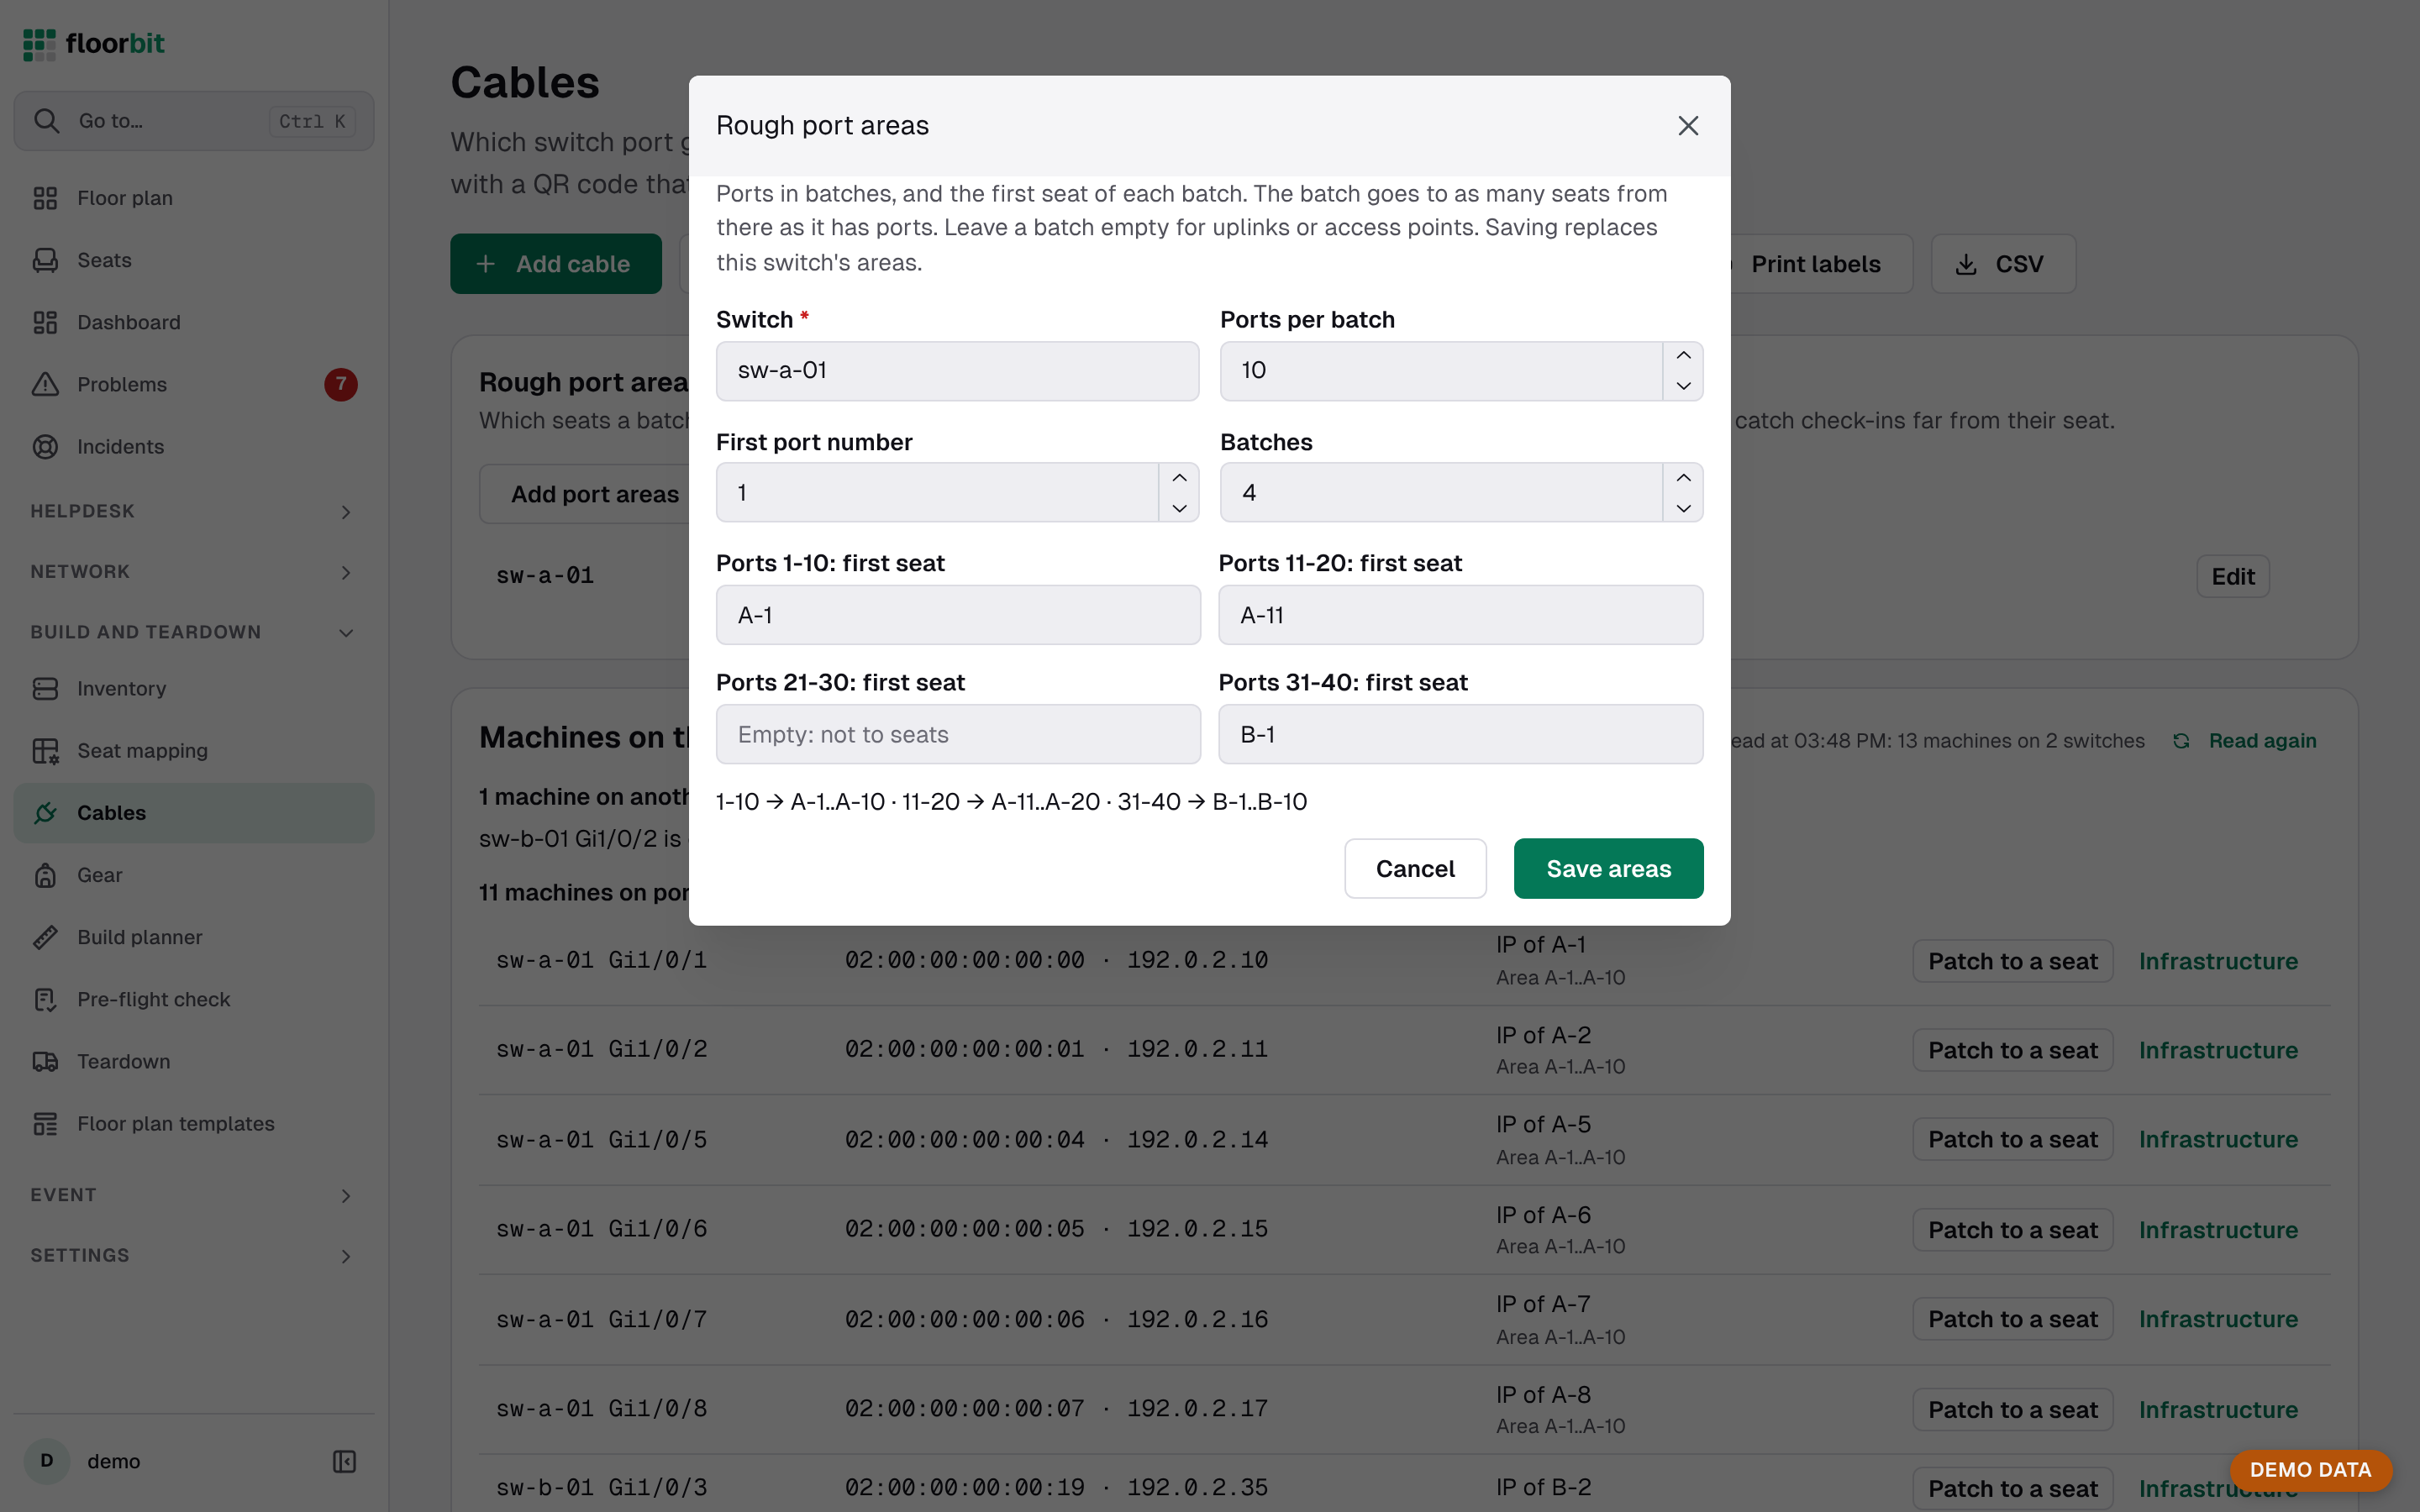 floorbit
Go to...
Ctrl K
Floor plan
Seats
Dashboard
Problems
7
Incidents
HELPDESK
NETWORK
BUILD AND TEARDOWN
Inventory
Seat mapping
Cables
Gear
Build planner
Pre-flight check
Teardown
Floor plan templates
EVENT
SETTINGS
D
demo
Cables
Which switch port
with a QR code
Add cable
Print labels
CSV
Rough port
Which seats a
catch check-ins far from their seat.
Add port areas
sw-a-01
Edit
Machines on
at 03:48 PM: 13 machines on 2 switches
Read again
1 machine on
sw-b-01 Gi1/0/2 is
11 machines on
Rough port areas
Ports in batches, and the first seat of each batch. The batch goes to as many seats from
there as it has ports. Leave a batch empty for uplinks or access points. Saving replaces
this switch's areas.
Switch *
Ports per batch
sw-a-01
10
First port number
Batches
1
4
Ports 1-10: first seat
Ports 11-20: first seat
A-1
A-11
Ports 21-30: first seat
Ports 31-40: first seat
Empty: not to seats
B-1
1-10 → A-1..A-10 · 11-20 → A-11..A-20 · 31-40 → B-1..B-10
Cancel
Save areas
sw-a-01 Gi1/0/1 02:00:00:00:00:00 · 192.0.2.10 IP of A-1 Patch to a seat Infrastructure
Area A-1..A-10
sw-a-01 Gi1/0/2 02:00:00:00:00:01 · 192.0.2.11 IP of A-2 Patch to a seat Infrastructure
Area A-1..A-10
sw-a-01 Gi1/0/5 02:00:00:00:00:04 · 192.0.2.14 IP of A-5 Patch to a seat Infrastructure
Area A-1..A-10
sw-a-01 Gi1/0/6 02:00:00:00:00:05 · 192.0.2.15 IP of A-6 Patch to a seat Infrastructure
Area A-1..A-10
sw-a-01 Gi1/0/7 02:00:00:00:00:06 · 192.0.2.16 IP of A-7 Patch to a seat Infrastructure
Area A-1..A-10
sw-a-01 Gi1/0/8 02:00:00:00:00:07 · 192.0.2.17 IP of A-8 Patch to a seat Infrastructure
Area A-1..A-10
sw-b-01 Gi1/0/3 02:00:00:00:00:19 · 192.0.2.35 IP of B-2 Patch to a seat
DEMO DATA